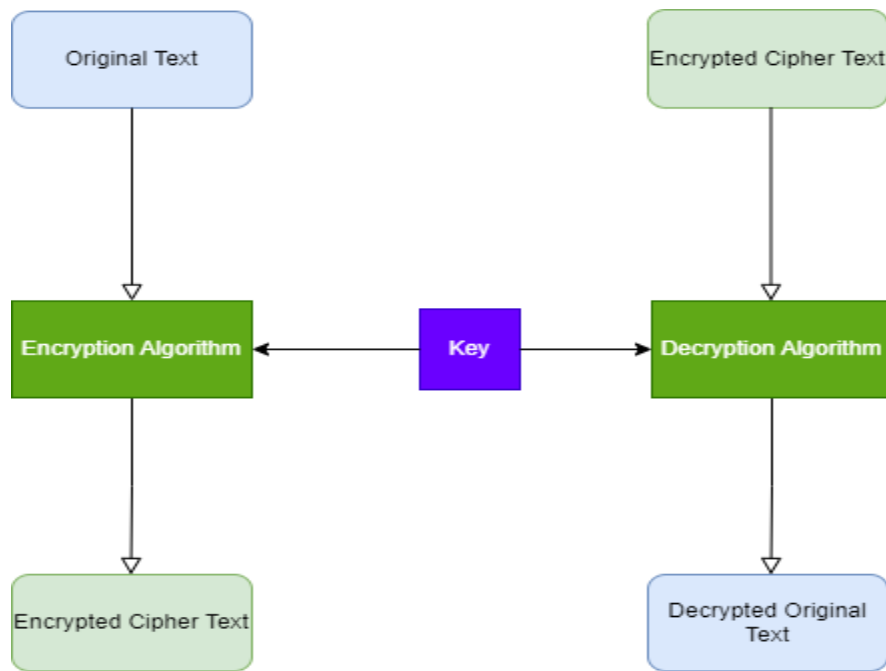 Original Text
Encrypted Cipher Text
Encryption Algorithm
Key
Decryption Algorithm
Encrypted Cipher Text
Decrypted Original
Text